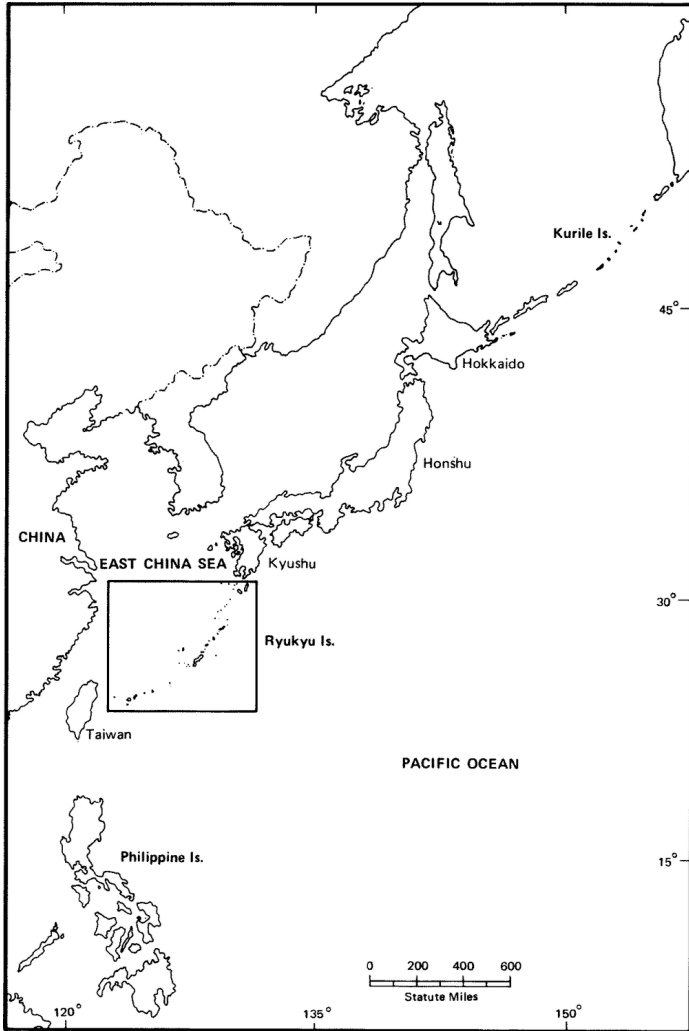 Kurile Is.
45°
Hokkaido
Honshu
CHINA
EAST CHINA SEA
Kyushu
30°
Ryukyu Is.
Taiwan
PACIFIC OCEAN
Philippine Is.
15°
0 200 400 600
Statute Miles
120° 135° 150°